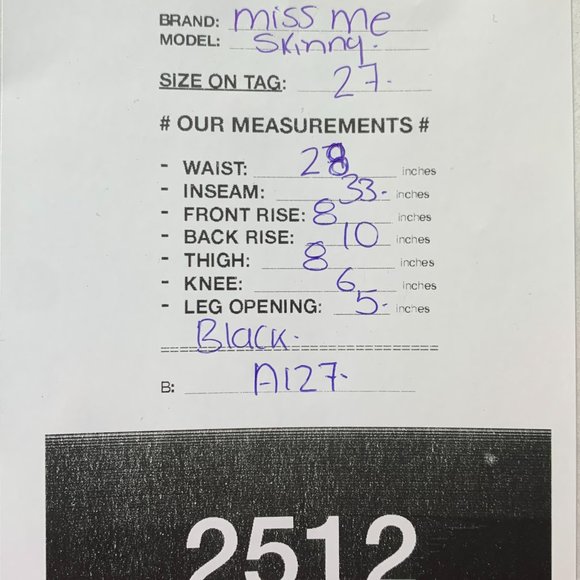 BRAND: miss me
MODEL: Skinny.
SIZE ON TAG: 27.
# OUR MEASUREMENTS #
- WAIST: 28 inches
- INSEAM: 33. inches
- FRONT RISE: 8 inches
- BACK RISE: 10 inches
- THIGH: 8 inches
- KNEE: 6 inches
- LEG OPENING: 5. inches
Black.
B: A127.
2512